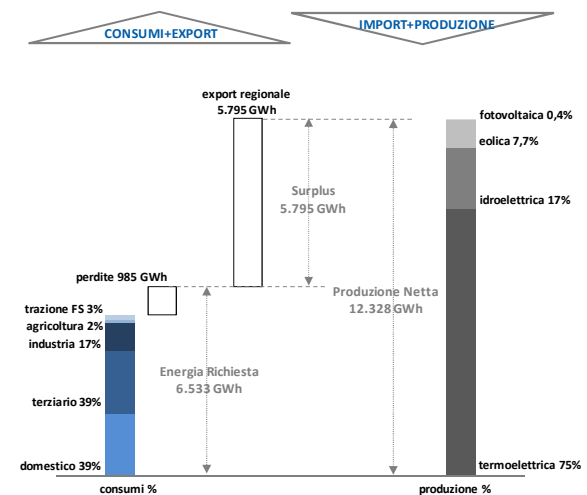 CONSUMI+EXPORT
IMPORT+PRODUZIONE
export regionale
5.795 GWh
fotovoltaica 0,4%
eolica 7,7%
Surplus
5.795 GWh
idroelettrica 17%
perdite 985 GWh
Produzione Netta
12.328 GWh
trazione FS 3%
agricoltura 2%
industria 17%
Energia Richiesta
6.533 GWh
terziario 39%
domestico 39%
termoelettrica 75%
consumi %
produzione %